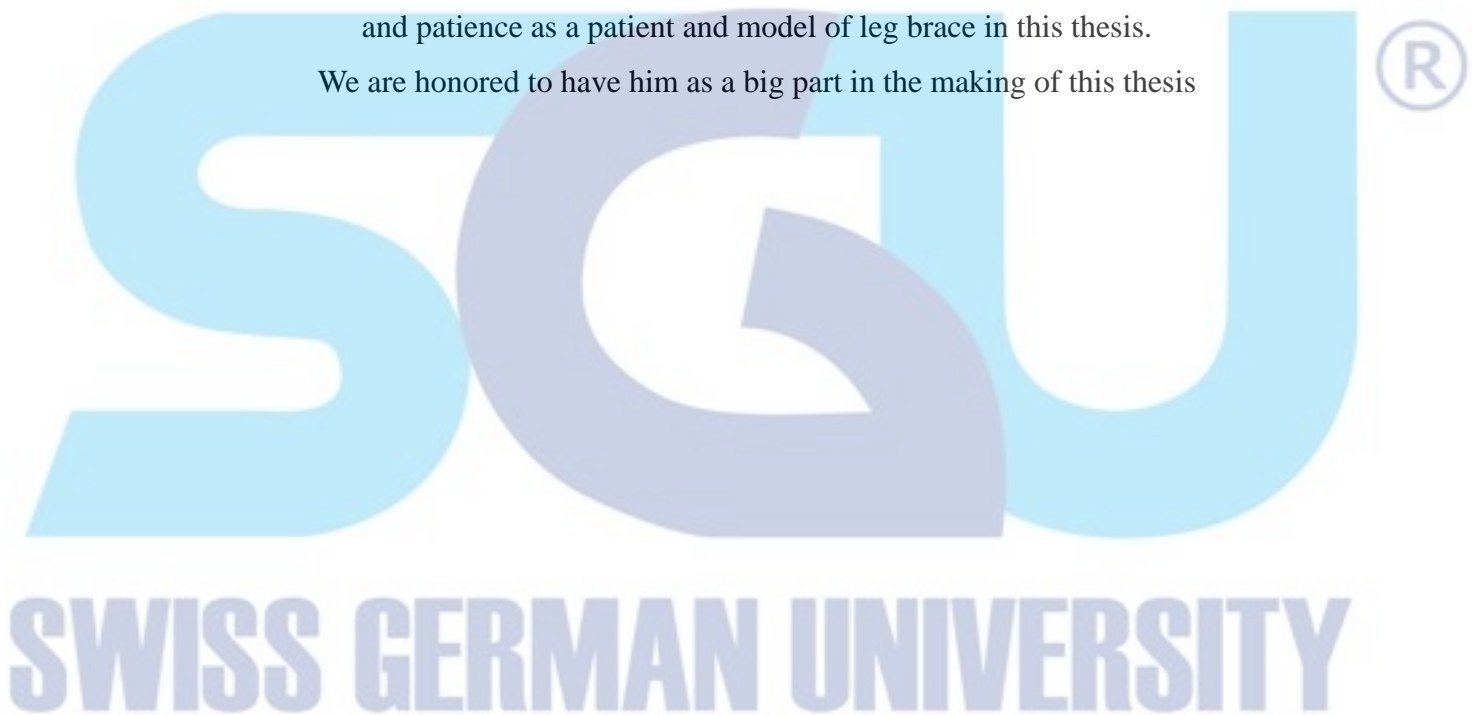 and patience as a patient and model of leg brace in this thesis.
We are honored to have him as a big part in the making of this thesis
SGU ®
SWISS GERMAN UNIVERSITY